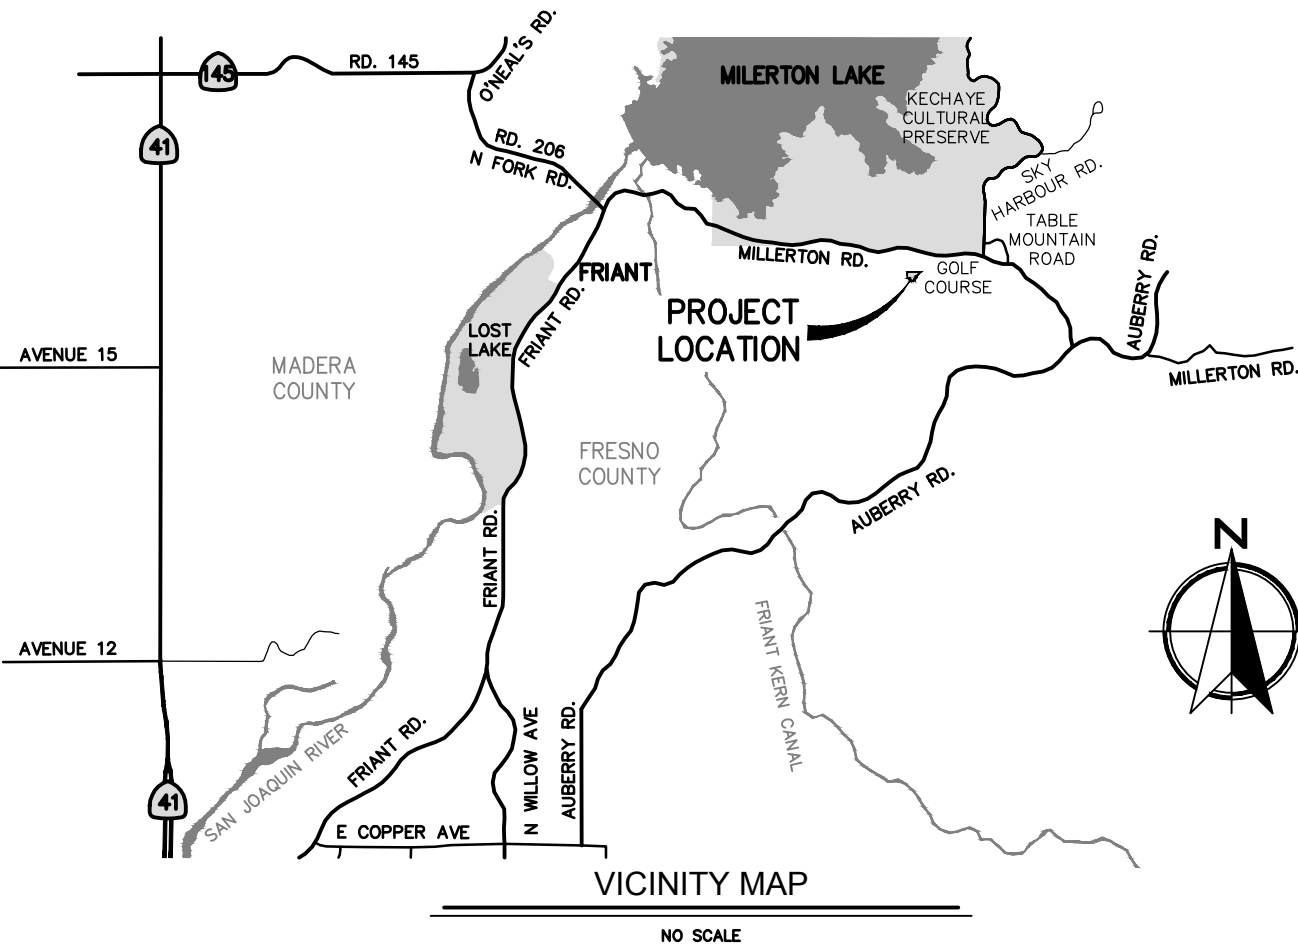 O'NEAL'S RD.
RD. 145
145
MILERTON LAKE
KECHAYE
CULTURAL
PRESERVE
41
RD. 206
N FORK RD.
SKY
HARBOUR RD.
TABLE
MOUNTAIN
ROAD
MILLERTON RD.
AUBERRY RD.
FRIANT
GOLF
COURSE
PROJECT
LOCATION
FRIANT RD.
LOST
LAKE
AVENUE 15
MADERA
COUNTY
MILLERTON RD.
FRESNO
COUNTY
AUBERRY RD.
FRIANT RD.
N
FRIANT KERN CANAL
AVENUE 12
SAN JOAQUIN RIVER
FRIANT RD.
N WILLOW AVE
AUBERRY RD.
41
E COPPER AVE
VICINITY MAP
NO SCALE